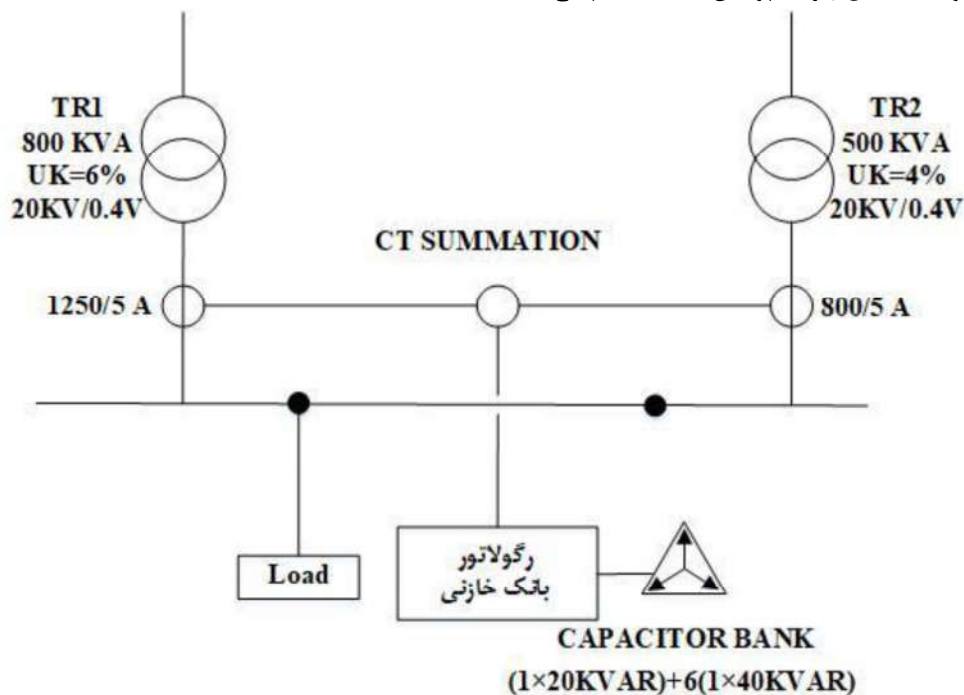 TR1
800 KVA
UK=6%
20KV/0.4V
TR2
500 KVA
UK=4%
20KV/0.4V
CT SUMMATION
1250/5 A
800/5 A
Load
رگولاتور
بانک خازنی
CAPACITOR BANK
(1×20KVAR)+6(1×40KVAR)